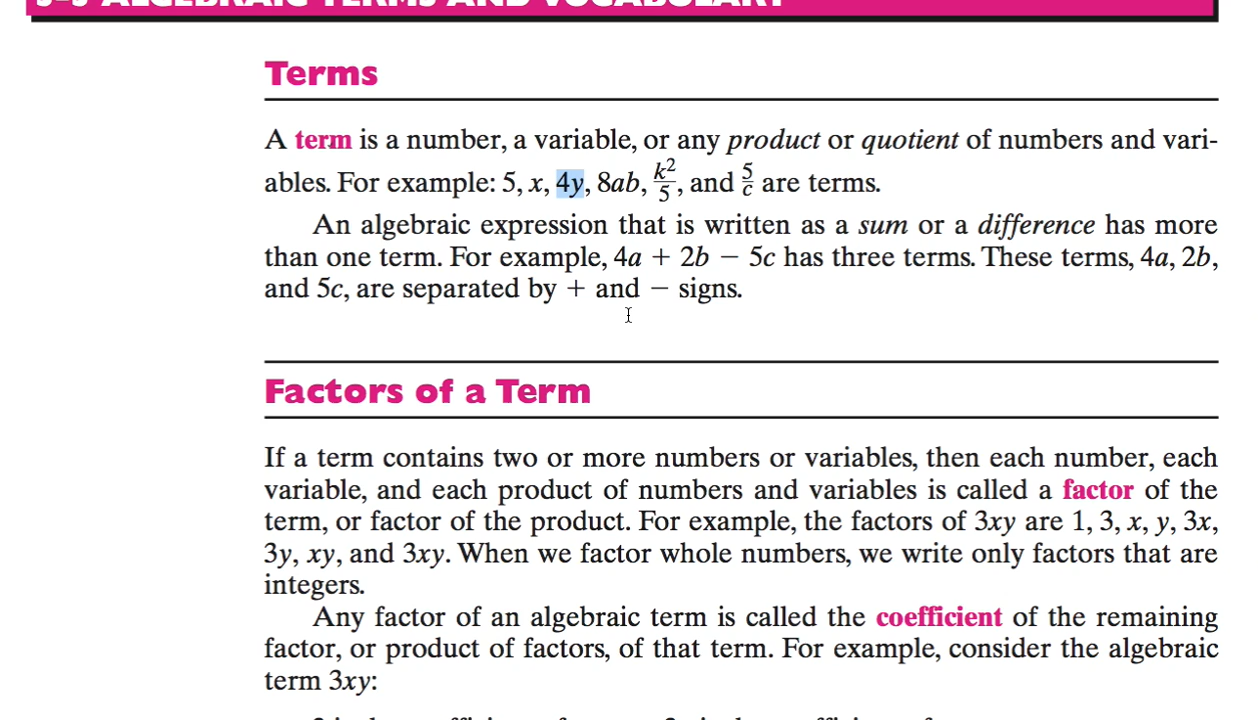 ALGEBRAIC TERMS AND VOCABULARY
Terms
A term is a number, a variable, or any product or quotient of numbers and vari-
ables. For example: 5, x, 4y, 8ab, k²/5, and 5/c are terms.
An algebraic expression that is written as a sum or a difference has more
than one term. For example, 4a + 2b − 5c has three terms. These terms, 4a, 2b,
and 5c, are separated by + and − signs.
Factors of a Term
If a term contains two or more numbers or variables, then each number, each
variable, and each product of numbers and variables is called a factor of the
term, or factor of the product. For example, the factors of 3xy are 1, 3, x, y, 3x,
3y, xy, and 3xy. When we factor whole numbers, we write only factors that are
integers.
Any factor of an algebraic term is called the coefficient of the remaining
factor, or product of factors, of that term. For example, consider the algebraic
term 3xy: